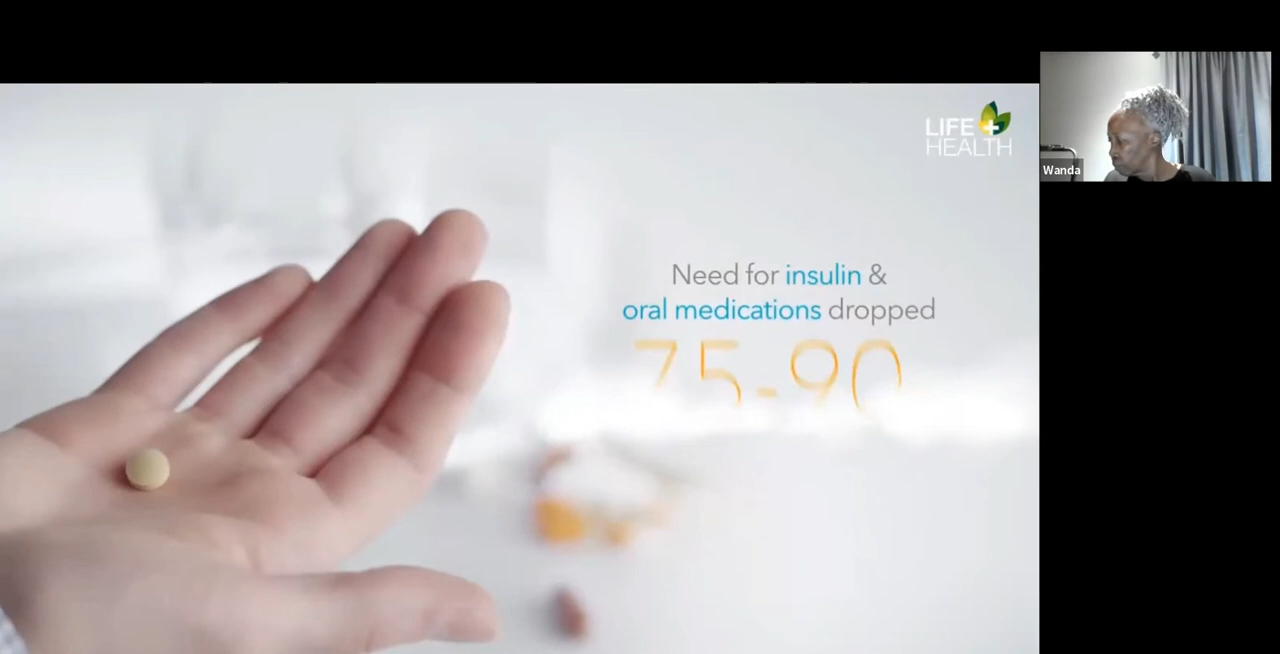 LIFE+
HEALTH
Wanda
Need for insulin &
oral medications dropped
75-90